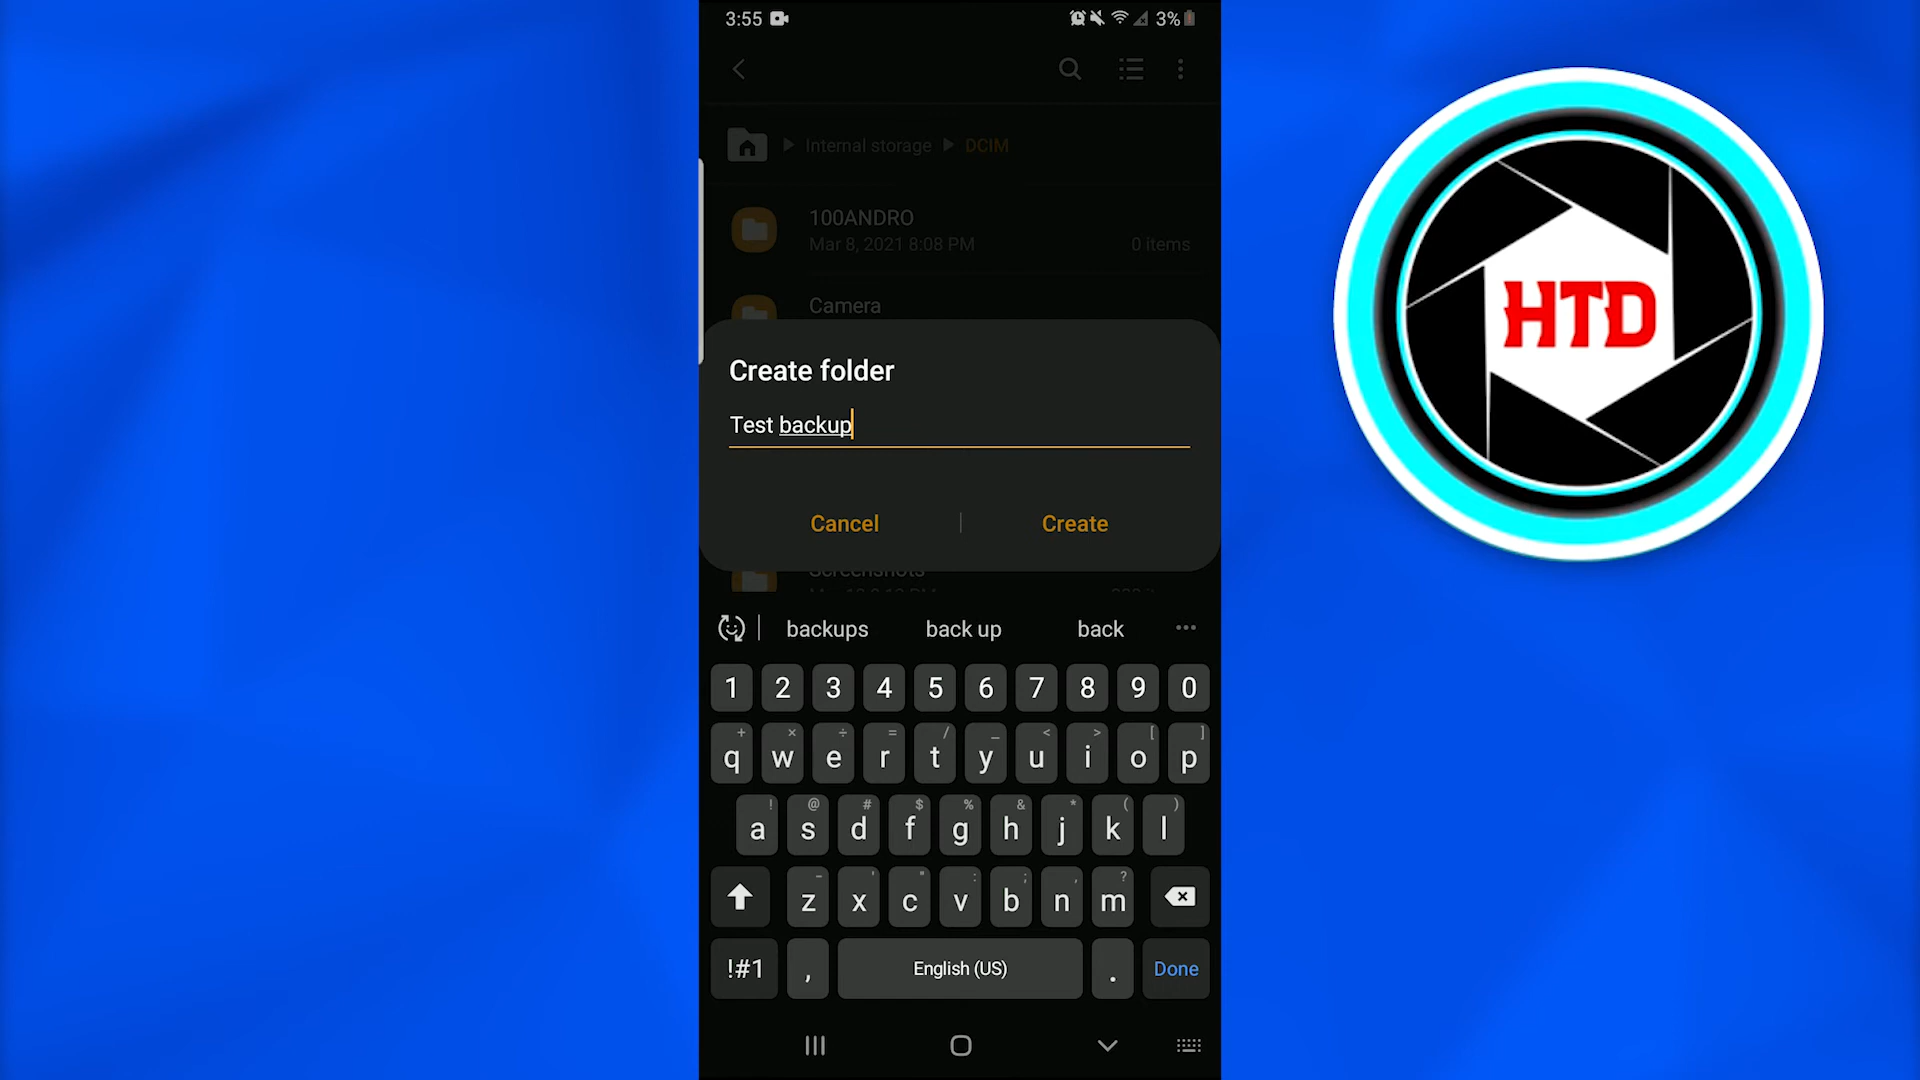 3:55
3%
Internal storage
DCIM
100ANDRO
Mar 8, 2021 8:08 PM
0 items
Camera
Create folder
Test backup
Cancel
Create
Screenshots
backups
back up
back
1 2 3 4 5 6 7 8 9 0
+ × ÷ = / _ < > [ ]
q w e r t y u i o p
! @ # $ % & * ( )
a s d f g h j k l
- ' " : ; , ?
z x c v b n m
!#1
,
English (US)
.
Done
HTD